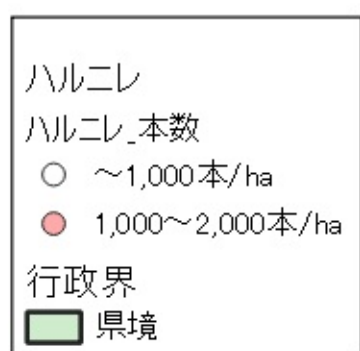 ハルニレ
ハルニレ_本数
～1,000本/ha
1,000～2,000本/ha
行政界
県境